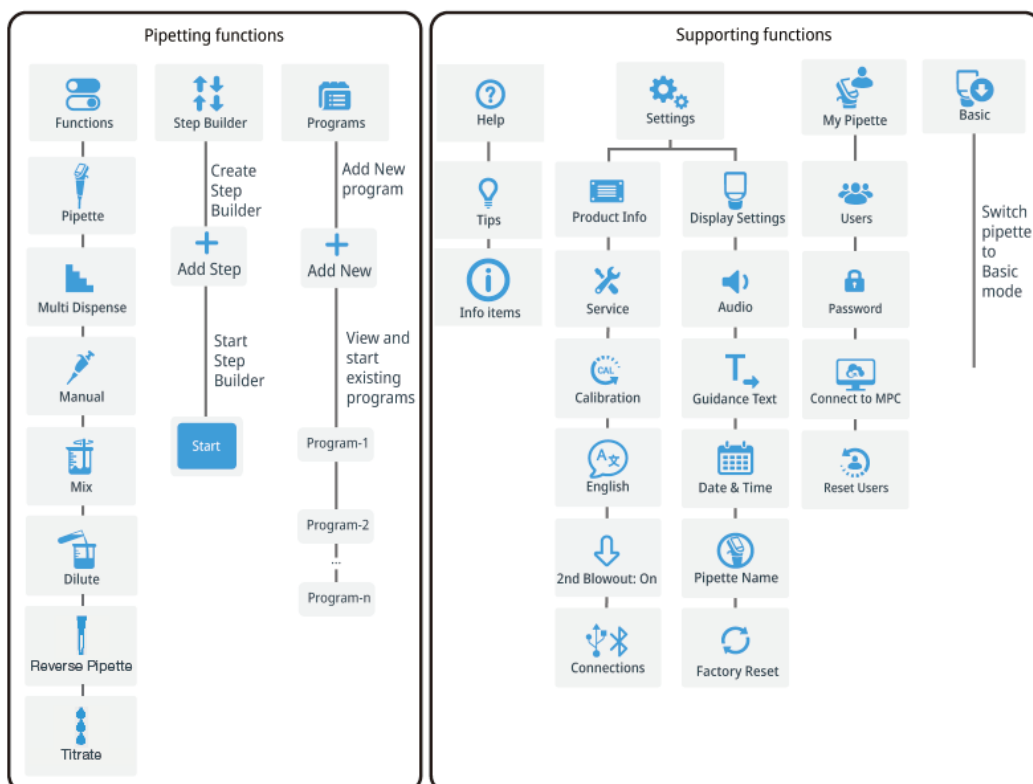 Pipetting functions
Functions
Pipette
Multi Dispense
Manual
Mix
Dilute
Reverse Pipette
Titrate
Step Builder
Create
Step
Builder
Add Step
Start
Step
Builder
Start
Programs
Add New
program
Add New
View and
start
existing
programs
Program-1
Program-2
...
Program-n
Supporting functions
Help
Tips
Info items
Settings
Product Info
Service
CAL
Calibration
A文
English
2nd Blowout: On
Connections
Display Settings
Audio
T
Guidance Text
Date & Time
Pipette Name
Factory Reset
My Pipette
Users
Password
Connect to MPC
Reset Users
Basic
Switch
pipette
to
Basic
mode